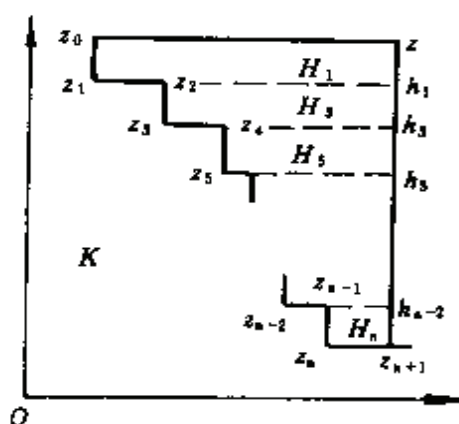 z₀ z
z₁ z₂ H₁ h₁
z₃ z₄ H₃ h₃
z₅ H₅ h₅
K
zₙ₋₁
zₙ₋₂ Hₙ hₙ₋₂
zₙ zₙ₊₁
O